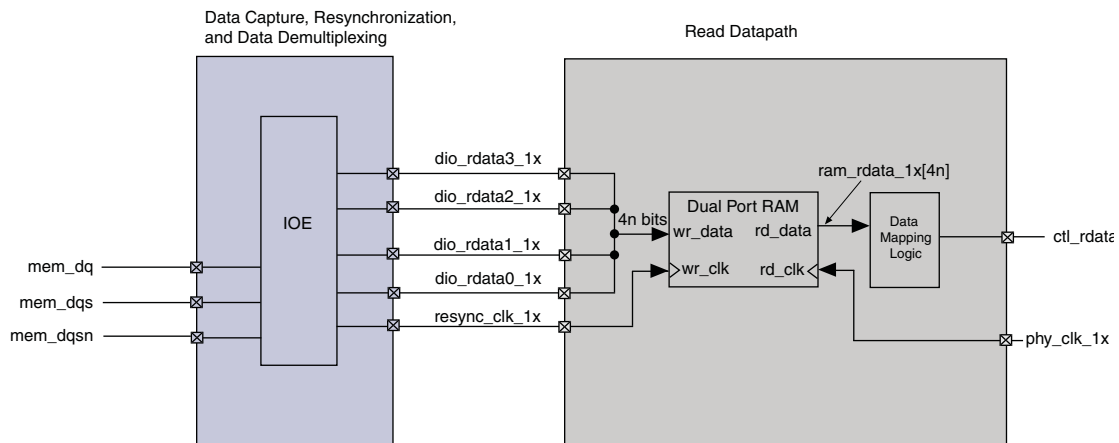 Data Capture, Resynchronization,
and Data Demultiplexing
Read Datapath
dio_rdata3_1x
ram_rdata_1x[4n]
dio_rdata2_1x
IOE
4n bits
Dual Port RAM
wr_data rd_data
Data
Mapping
Logic
ctl_rdata
dio_rdata1_1x
mem_dq
wr_clk rd_clk
dio_rdata0_1x
mem_dqs
resync_clk_1x
mem_dqsn
phy_clk_1x